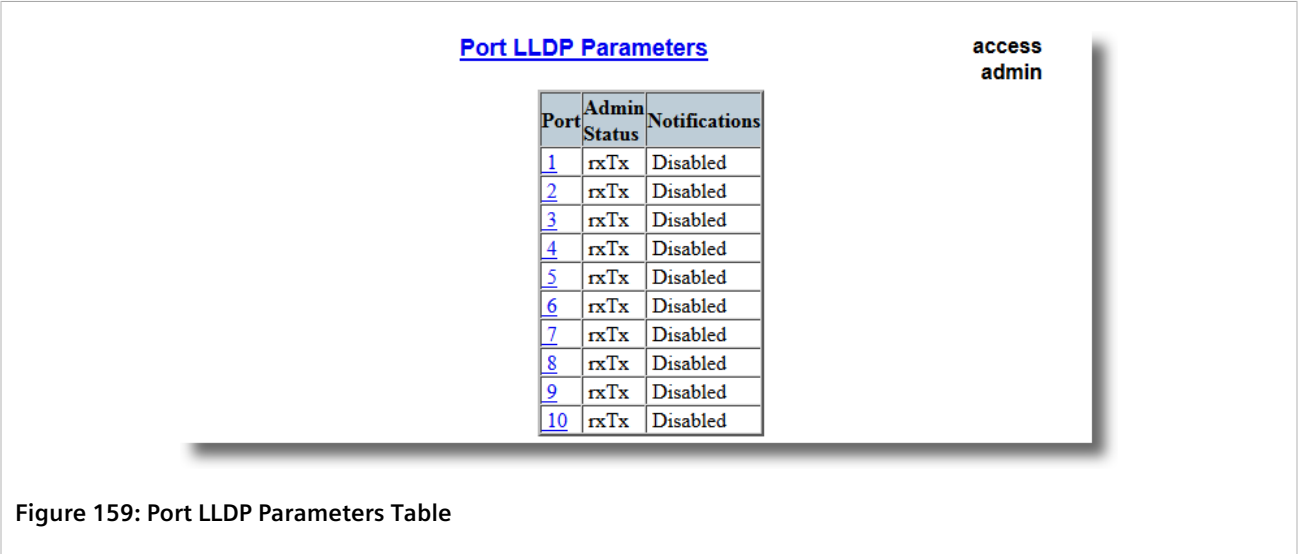 Port LLDP Parameters
access
admin
Port Admin Status Notifications
1 rxTx Disabled
2 rxTx Disabled
3 rxTx Disabled
4 rxTx Disabled
5 rxTx Disabled
6 rxTx Disabled
7 rxTx Disabled
8 rxTx Disabled
9 rxTx Disabled
10 rxTx Disabled
Figure 159: Port LLDP Parameters Table